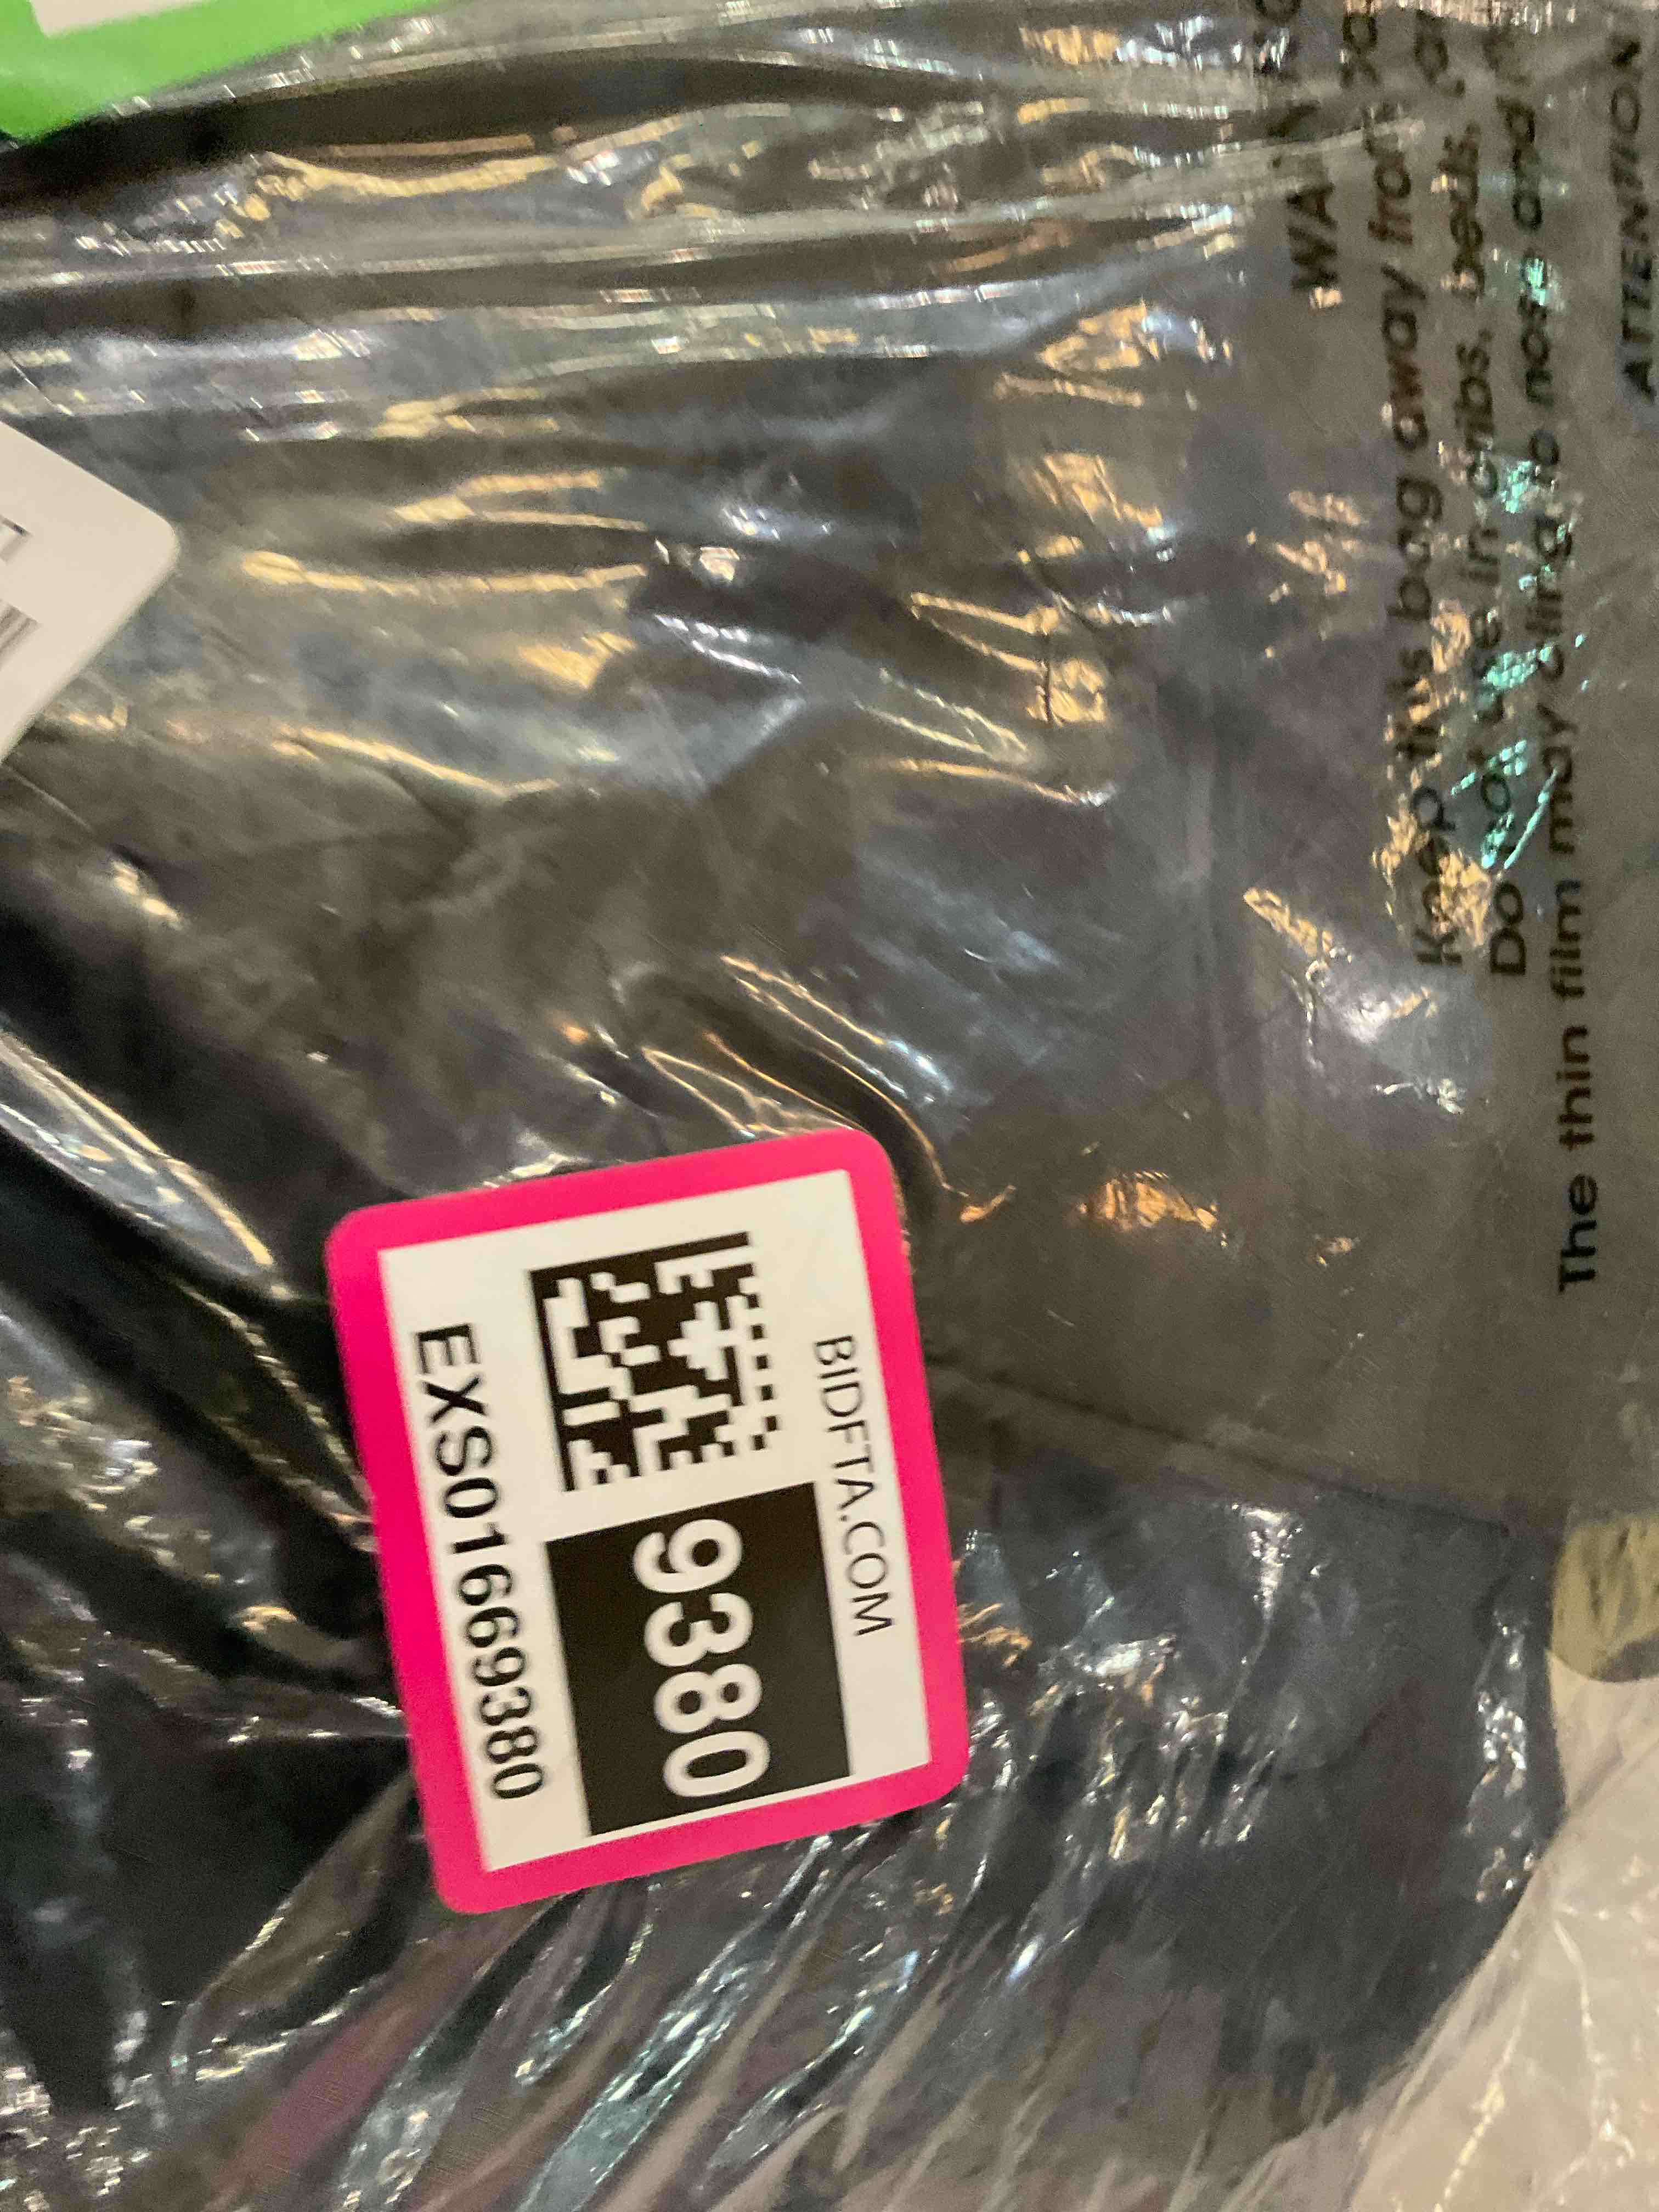 BIDFTA.COM
9380
EXS01669380
Keep this bag away from
Do not use in cribs, beds,
The thin film may cling to nose and
ATTENTION